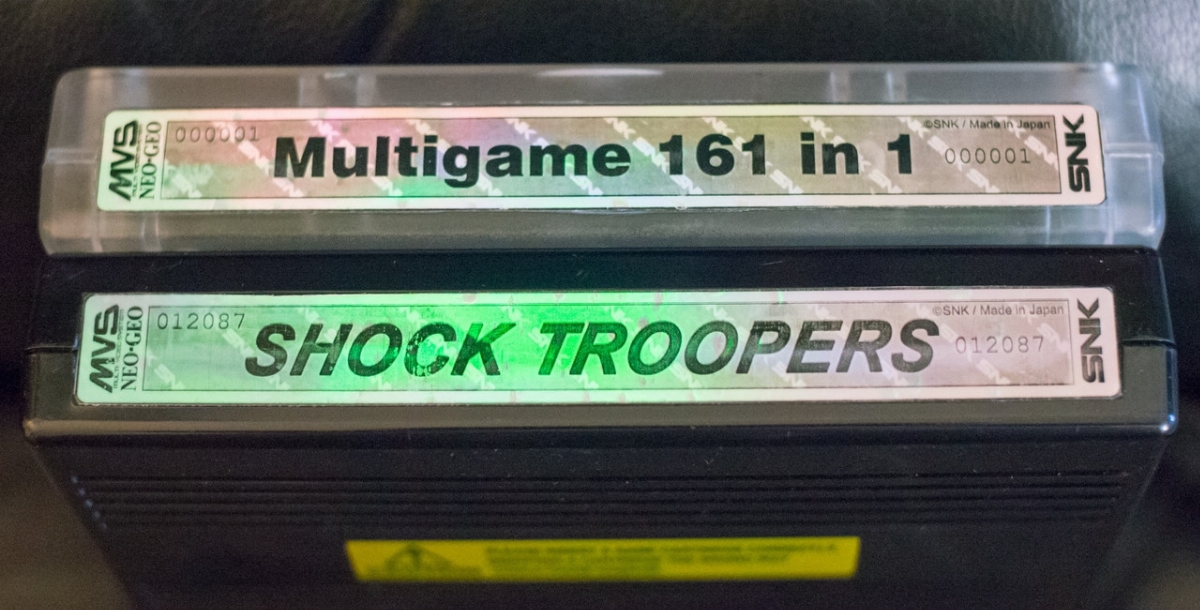 MVS
NEO·GEO
000001
Multigame 161 in 1
©SNK / Made in Japan
000001
SNK
MVS
NEO·GEO
012087
SHOCK TROOPERS
©SNK / Made in Japan
012087
SNK